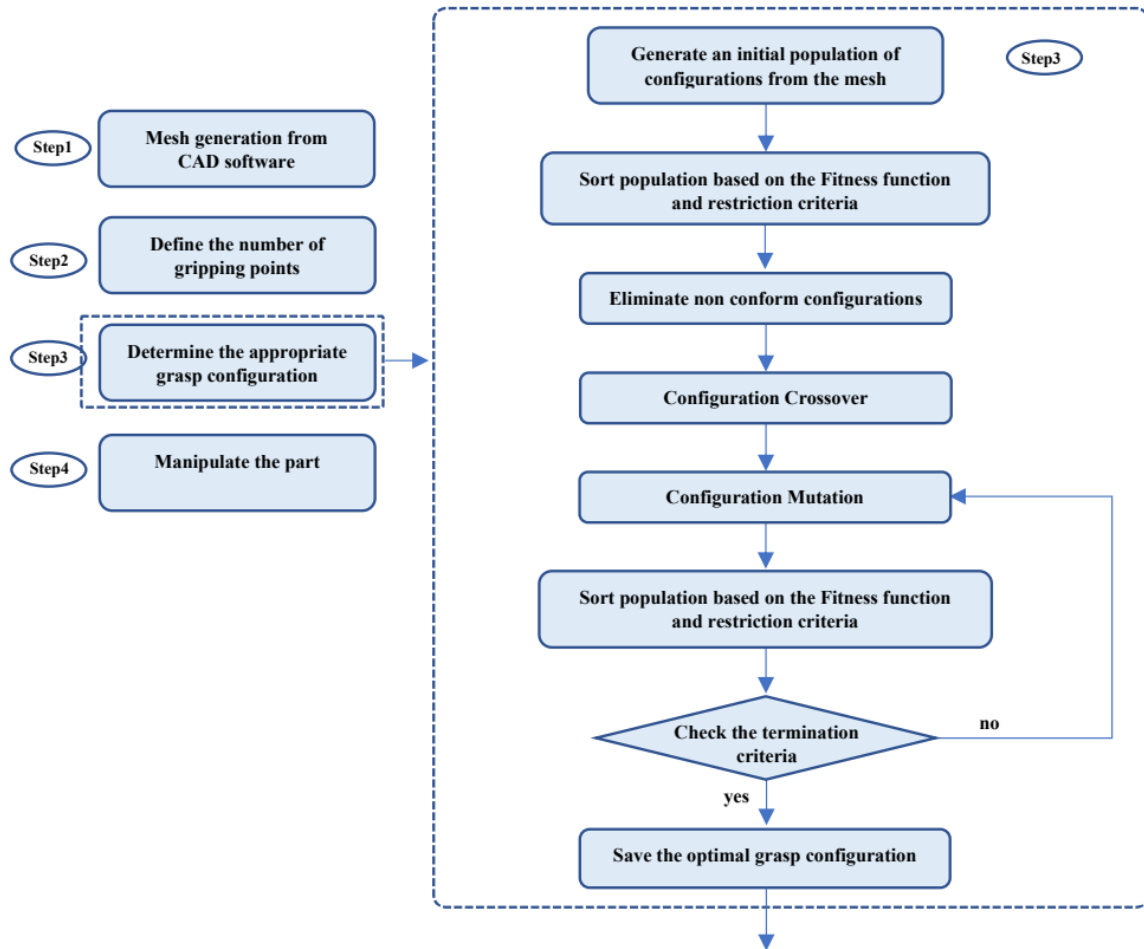 Step1
Mesh generation from
CAD software
Step2
Define the number of
gripping points
Step3
Determine the appropriate
grasp configuration
Step4
Manipulate the part
Step3
Generate an initial population of
configurations from the mesh
Sort population based on the Fitness function
and restriction criteria
Eliminate non conform configurations
Configuration Crossover
Configuration Mutation
Sort population based on the Fitness function
and restriction criteria
Check the termination
criteria
no
yes
Save the optimal grasp configuration